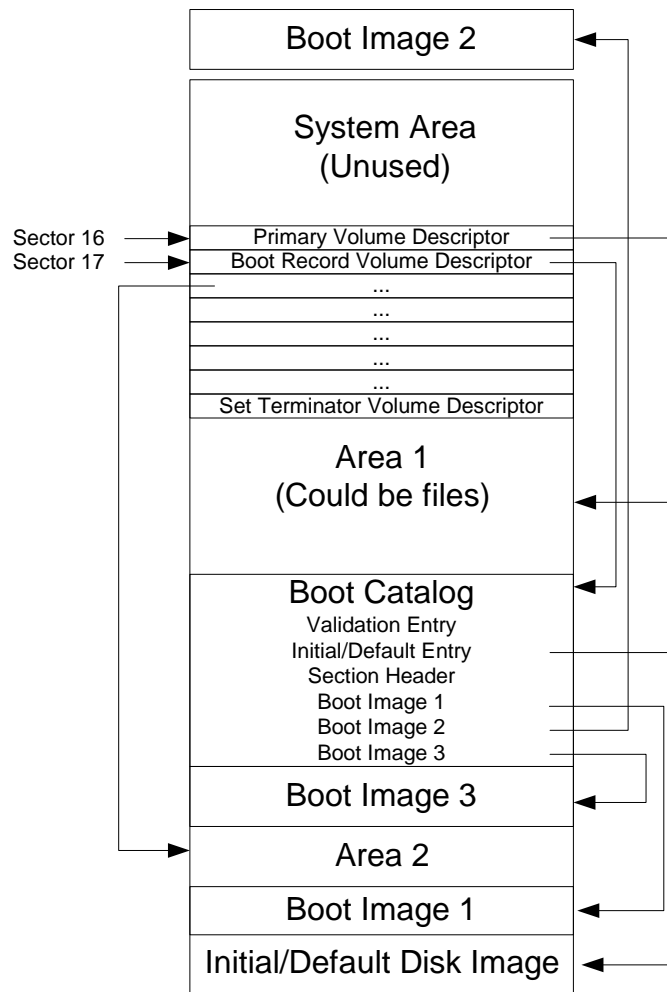 Boot Image 2
System Area
(Unused)
Sector 16
Primary Volume Descriptor
Sector 17
Boot Record Volume Descriptor
...
...
...
...
...
Set Terminator Volume Descriptor
Area 1
(Could be files)
Boot Catalog
Validation Entry
Initial/Default Entry
Section Header
Boot Image 1
Boot Image 2
Boot Image 3
Boot Image 3
Area 2
Boot Image 1
Initial/Default Disk Image